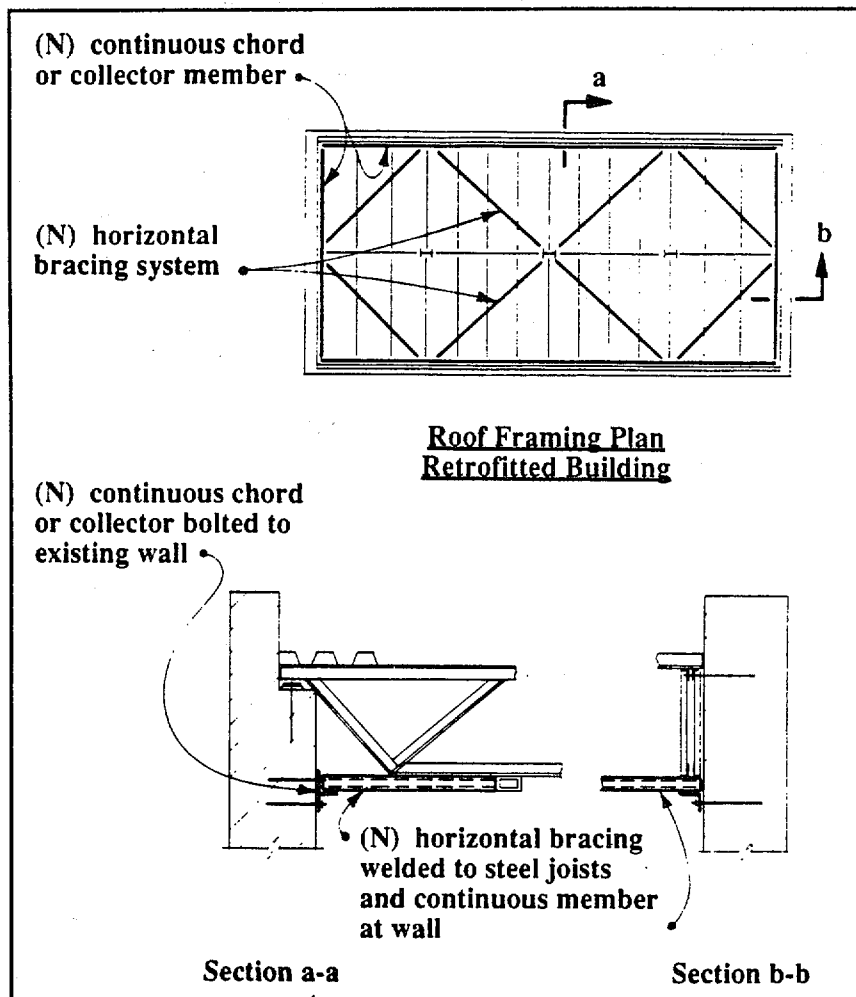 (N) continuous chord
or collector member
a
(N) horizontal
bracing system
b
Roof Framing Plan
Retrofitted Building
(N) continuous chord
or collector bolted to
existing wall
(N) horizontal bracing
welded to steel joists
and continuous member
at wall
Section a-a
Section b-b